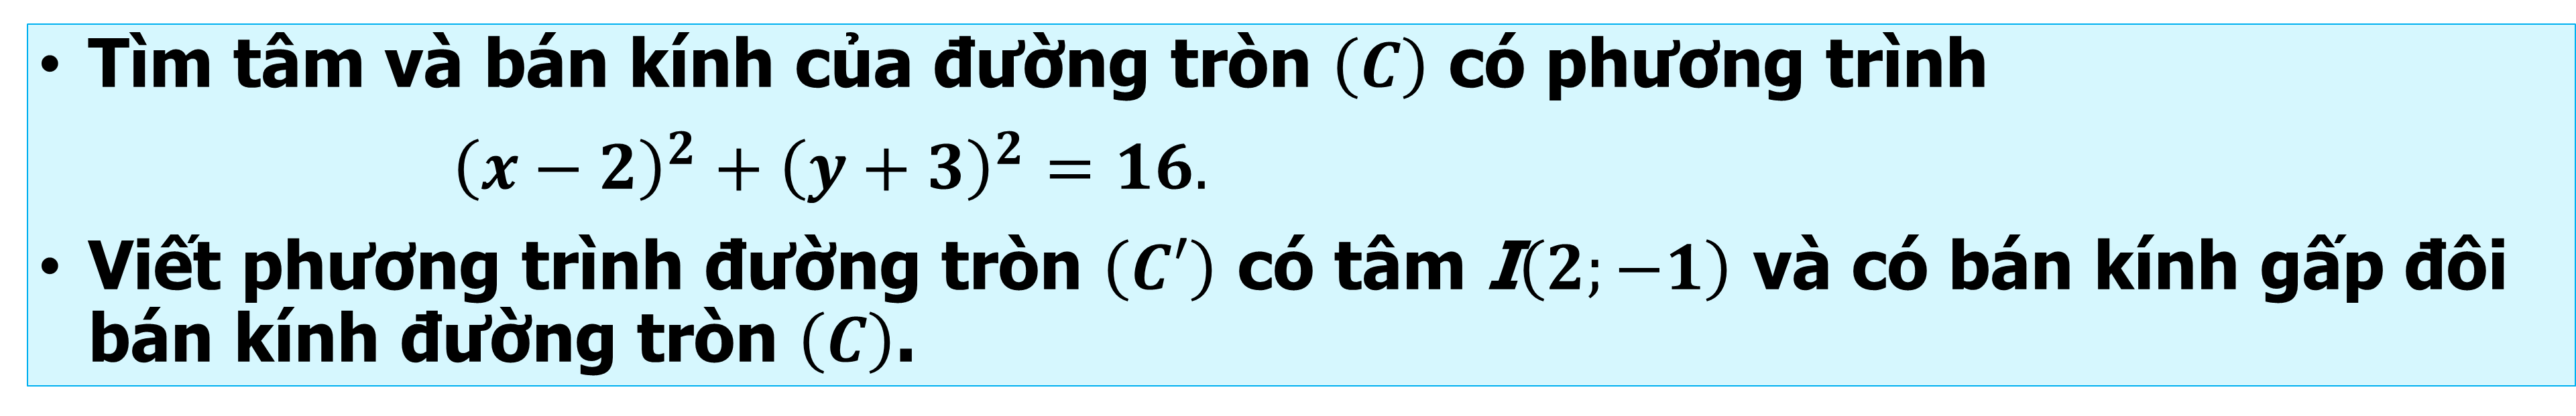 • Tìm tâm và bán kính của đường tròn (C) có phương trình
(x − 2)² + (y + 3)² = 16.
• Viết phương trình đường tròn (C′) có tâm I(2; −1) và có bán kính gấp đôi
bán kính đường tròn (C).